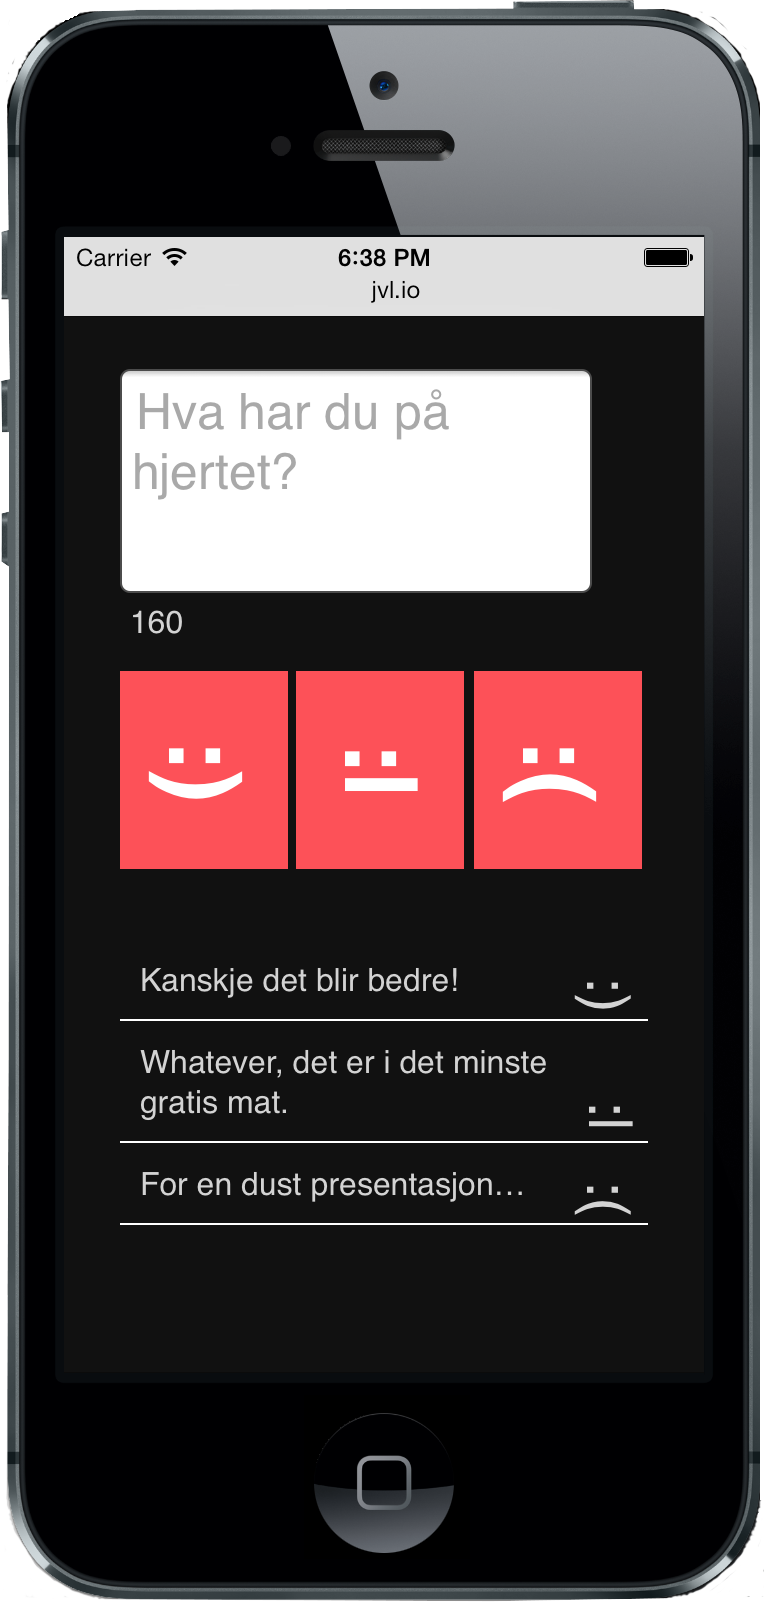 Carrier 6:38 PM
jvl.io
Hva har du på
hjertet?
160
Kanskje det blir bedre!
Whatever, det er i det minste
gratis mat.
For en dust presentasjon...